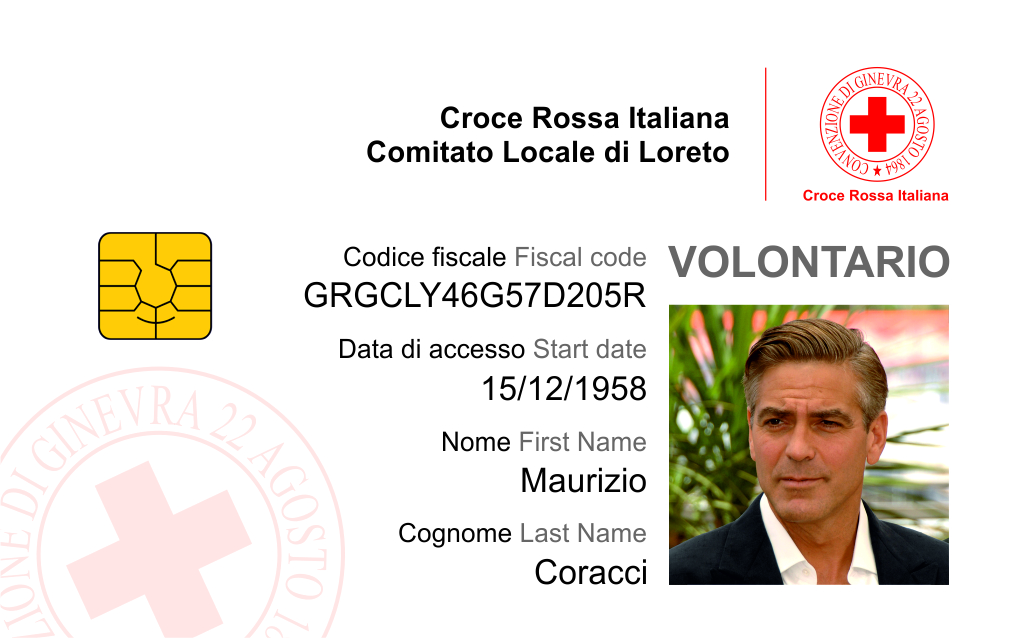 Croce Rossa Italiana
Comitato Locale di Loreto
CONVENZIONE DI GINEVRA 22 AGOSTO 1864
Croce Rossa Italiana
VOLONTARIO
Codice fiscale Fiscal code
GRGCLY46G57D205R
Data di accesso Start date
15/12/1958
Nome First Name
Maurizio
Cognome Last Name
Coracci
ZIONE DI GINEVRA 22 AGOSTO 18